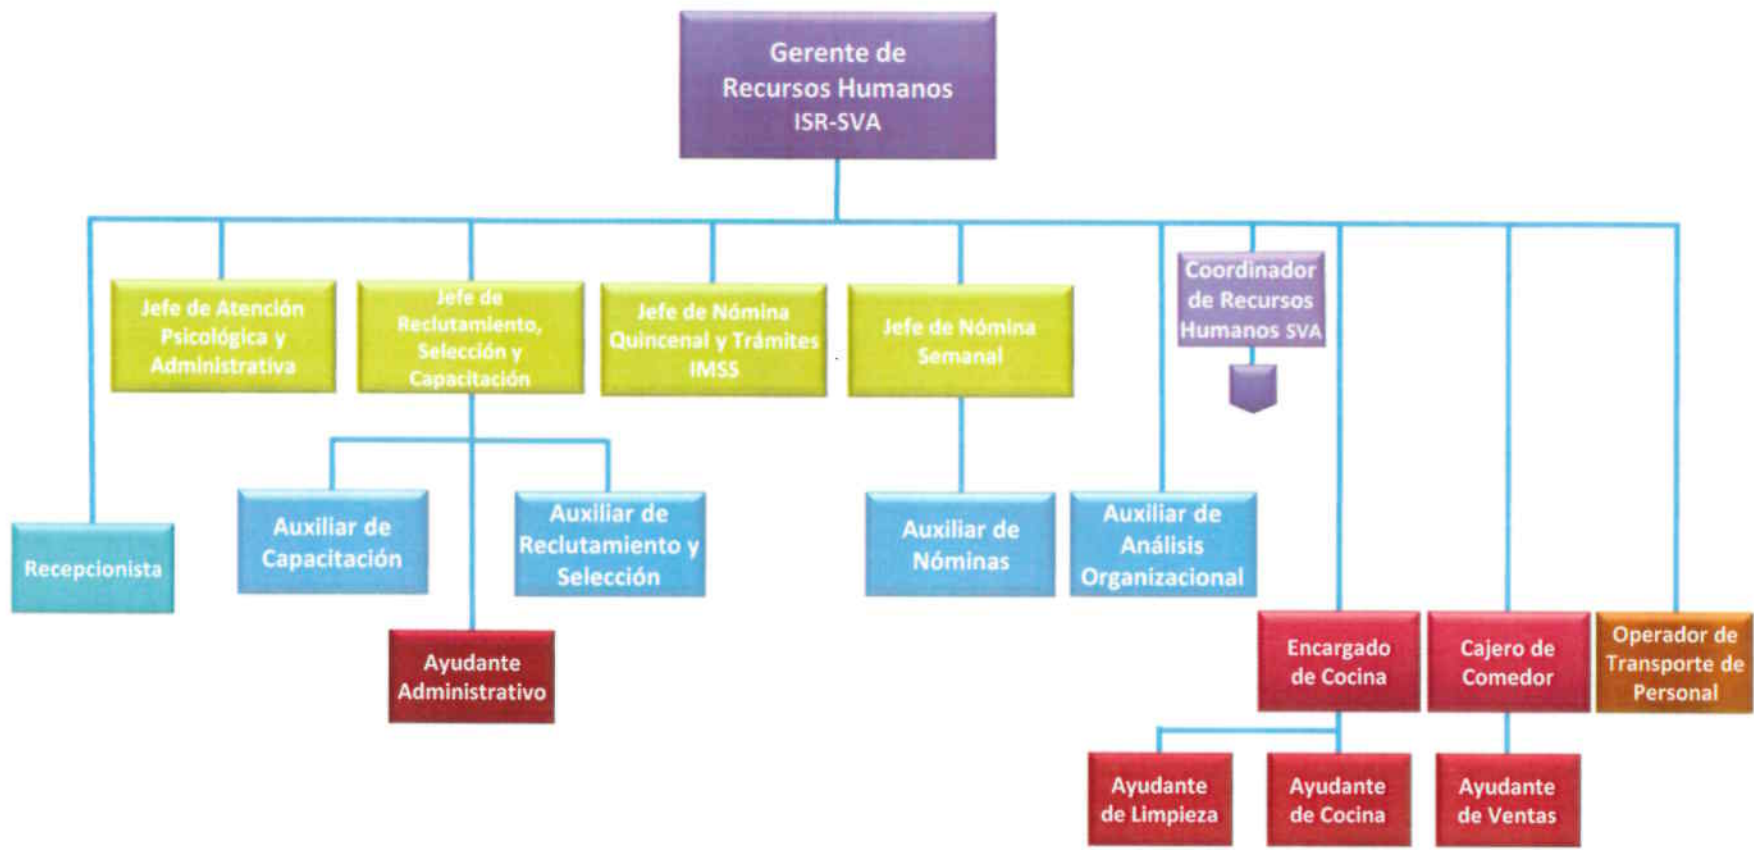 Gerente de
Recursos Humanos
ISR-SVA
Jefe de Atención
Psicológica y
Administrativa
Jefe de
Reclutamiento,
Selección y
Capacitación
Jefe de Nómina
Quincenal y Trámites
IMSS
Jefe de Nómina
Semanal
Coordinador
de Recursos
Humanos SVA
Recepcionista
Auxiliar de
Capacitación
Auxiliar de
Reclutamiento y
Selección
Auxiliar de
Nóminas
Auxiliar de
Análisis
Organizacional
Ayudante
Administrativo
Encargado
de Cocina
Cajero de
Comedor
Operador de
Transporte de
Personal
Ayudante
de Limpieza
Ayudante
de Cocina
Ayudante
de Ventas